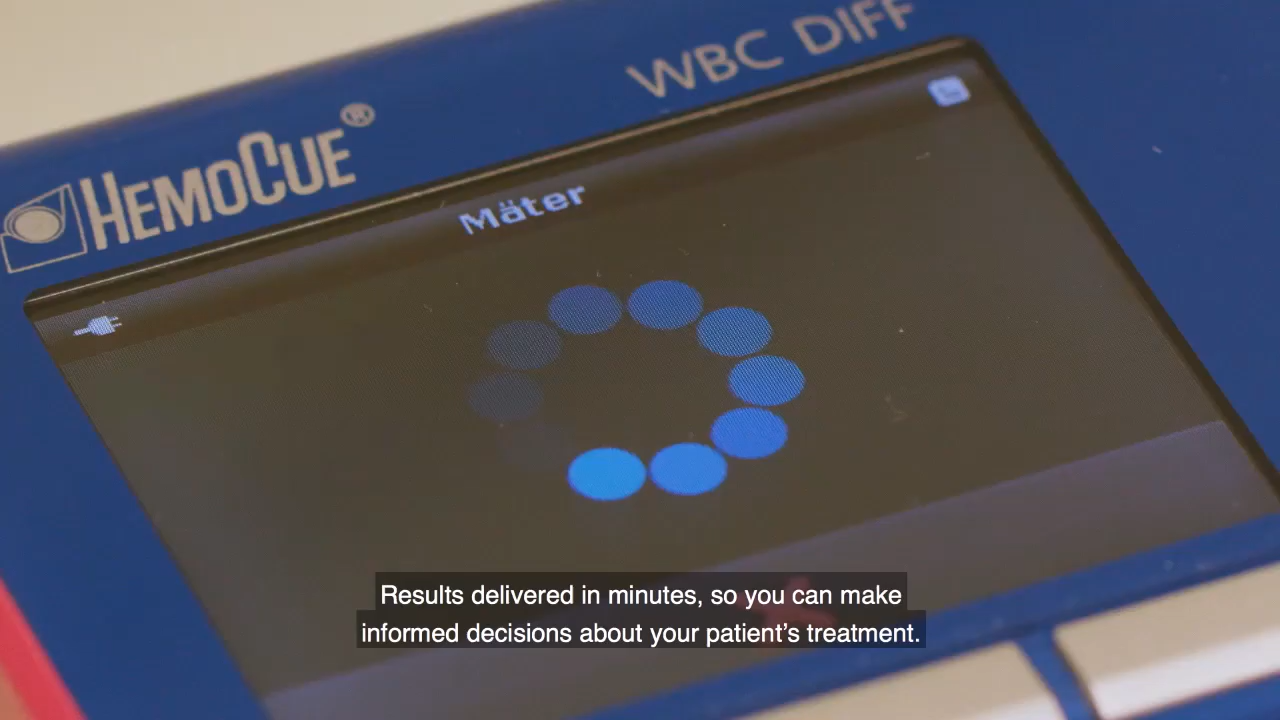 WBC DIFF
HEMOCUE®
Mäter
Results delivered in minutes, so you can make
informed decisions about your patient’s treatment.